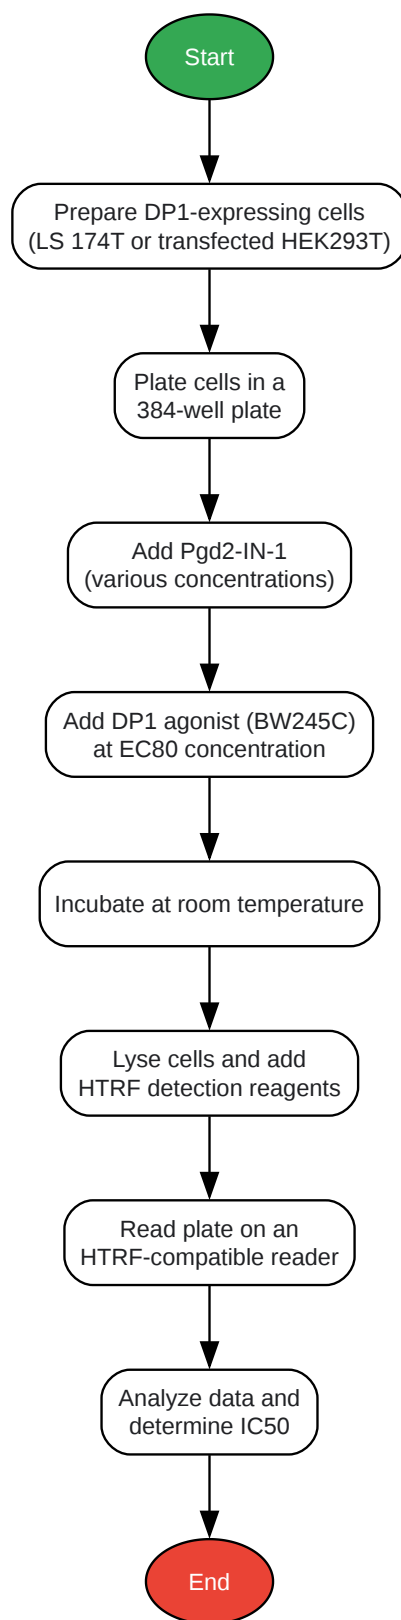 Start
Prepare DP1-expressing cells
(LS 174T or transfected HEK293T)
Plate cells in a
384-well plate
Add Pgd2-IN-1
(various concentrations)
Add DP1 agonist (BW245C)
at EC80 concentration
Incubate at room temperature
Lyse cells and add
HTRF detection reagents
Read plate on an
HTRF-compatible reader
Analyze data and
determine IC50
End